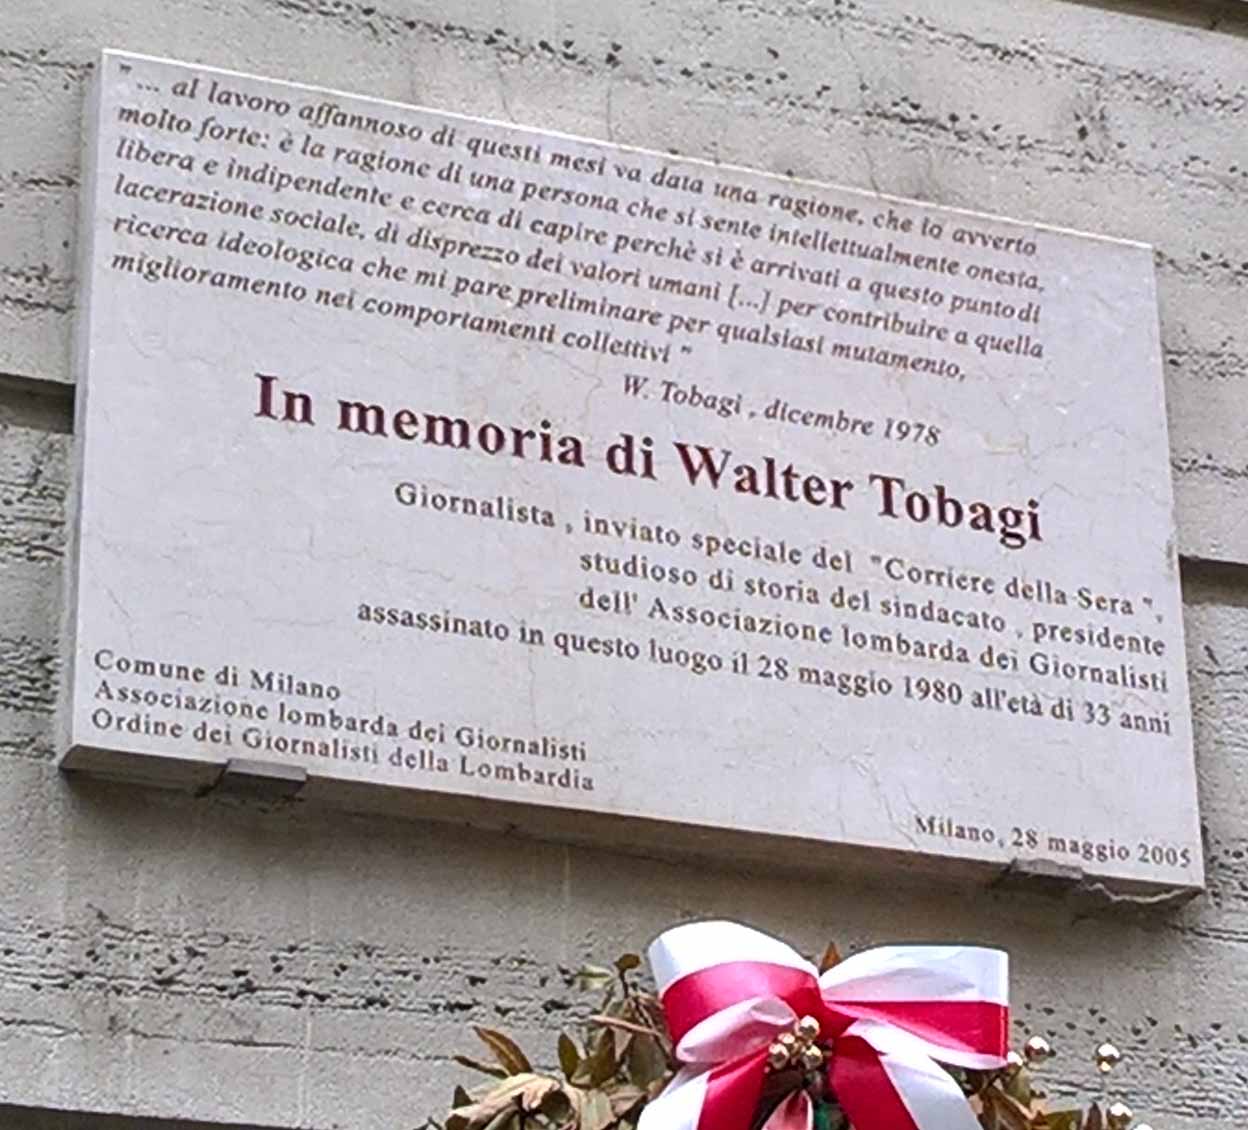 "... al lavoro affannoso di questi mesi va data una ragione, che io avverto
molto forte: è la ragione di una persona che si sente intellettualmente onesta,
libera e indipendente e cerca di capire perchè si è arrivati a questo punto di
lacerazione sociale, di disprezzo dei valori umani [...] per contribuire a quella
ricerca ideologica che mi pare preliminare per qualsiasi mutamento,
miglioramento nei comportamenti collettivi "
W. Tobagi , dicembre 1978
In memoria di Walter Tobagi
Giornalista , inviato speciale del "Corriere della Sera ",
studioso di storia del sindacato , presidente
dell' Associazione lombarda dei Giornalisti
assassinato in questo luogo il 28 maggio 1980 all'età di 33 anni
Comune di Milano
Associazione lombarda dei Giornalisti
Ordine dei Giornalisti della Lombardia
Milano, 28 maggio 2005